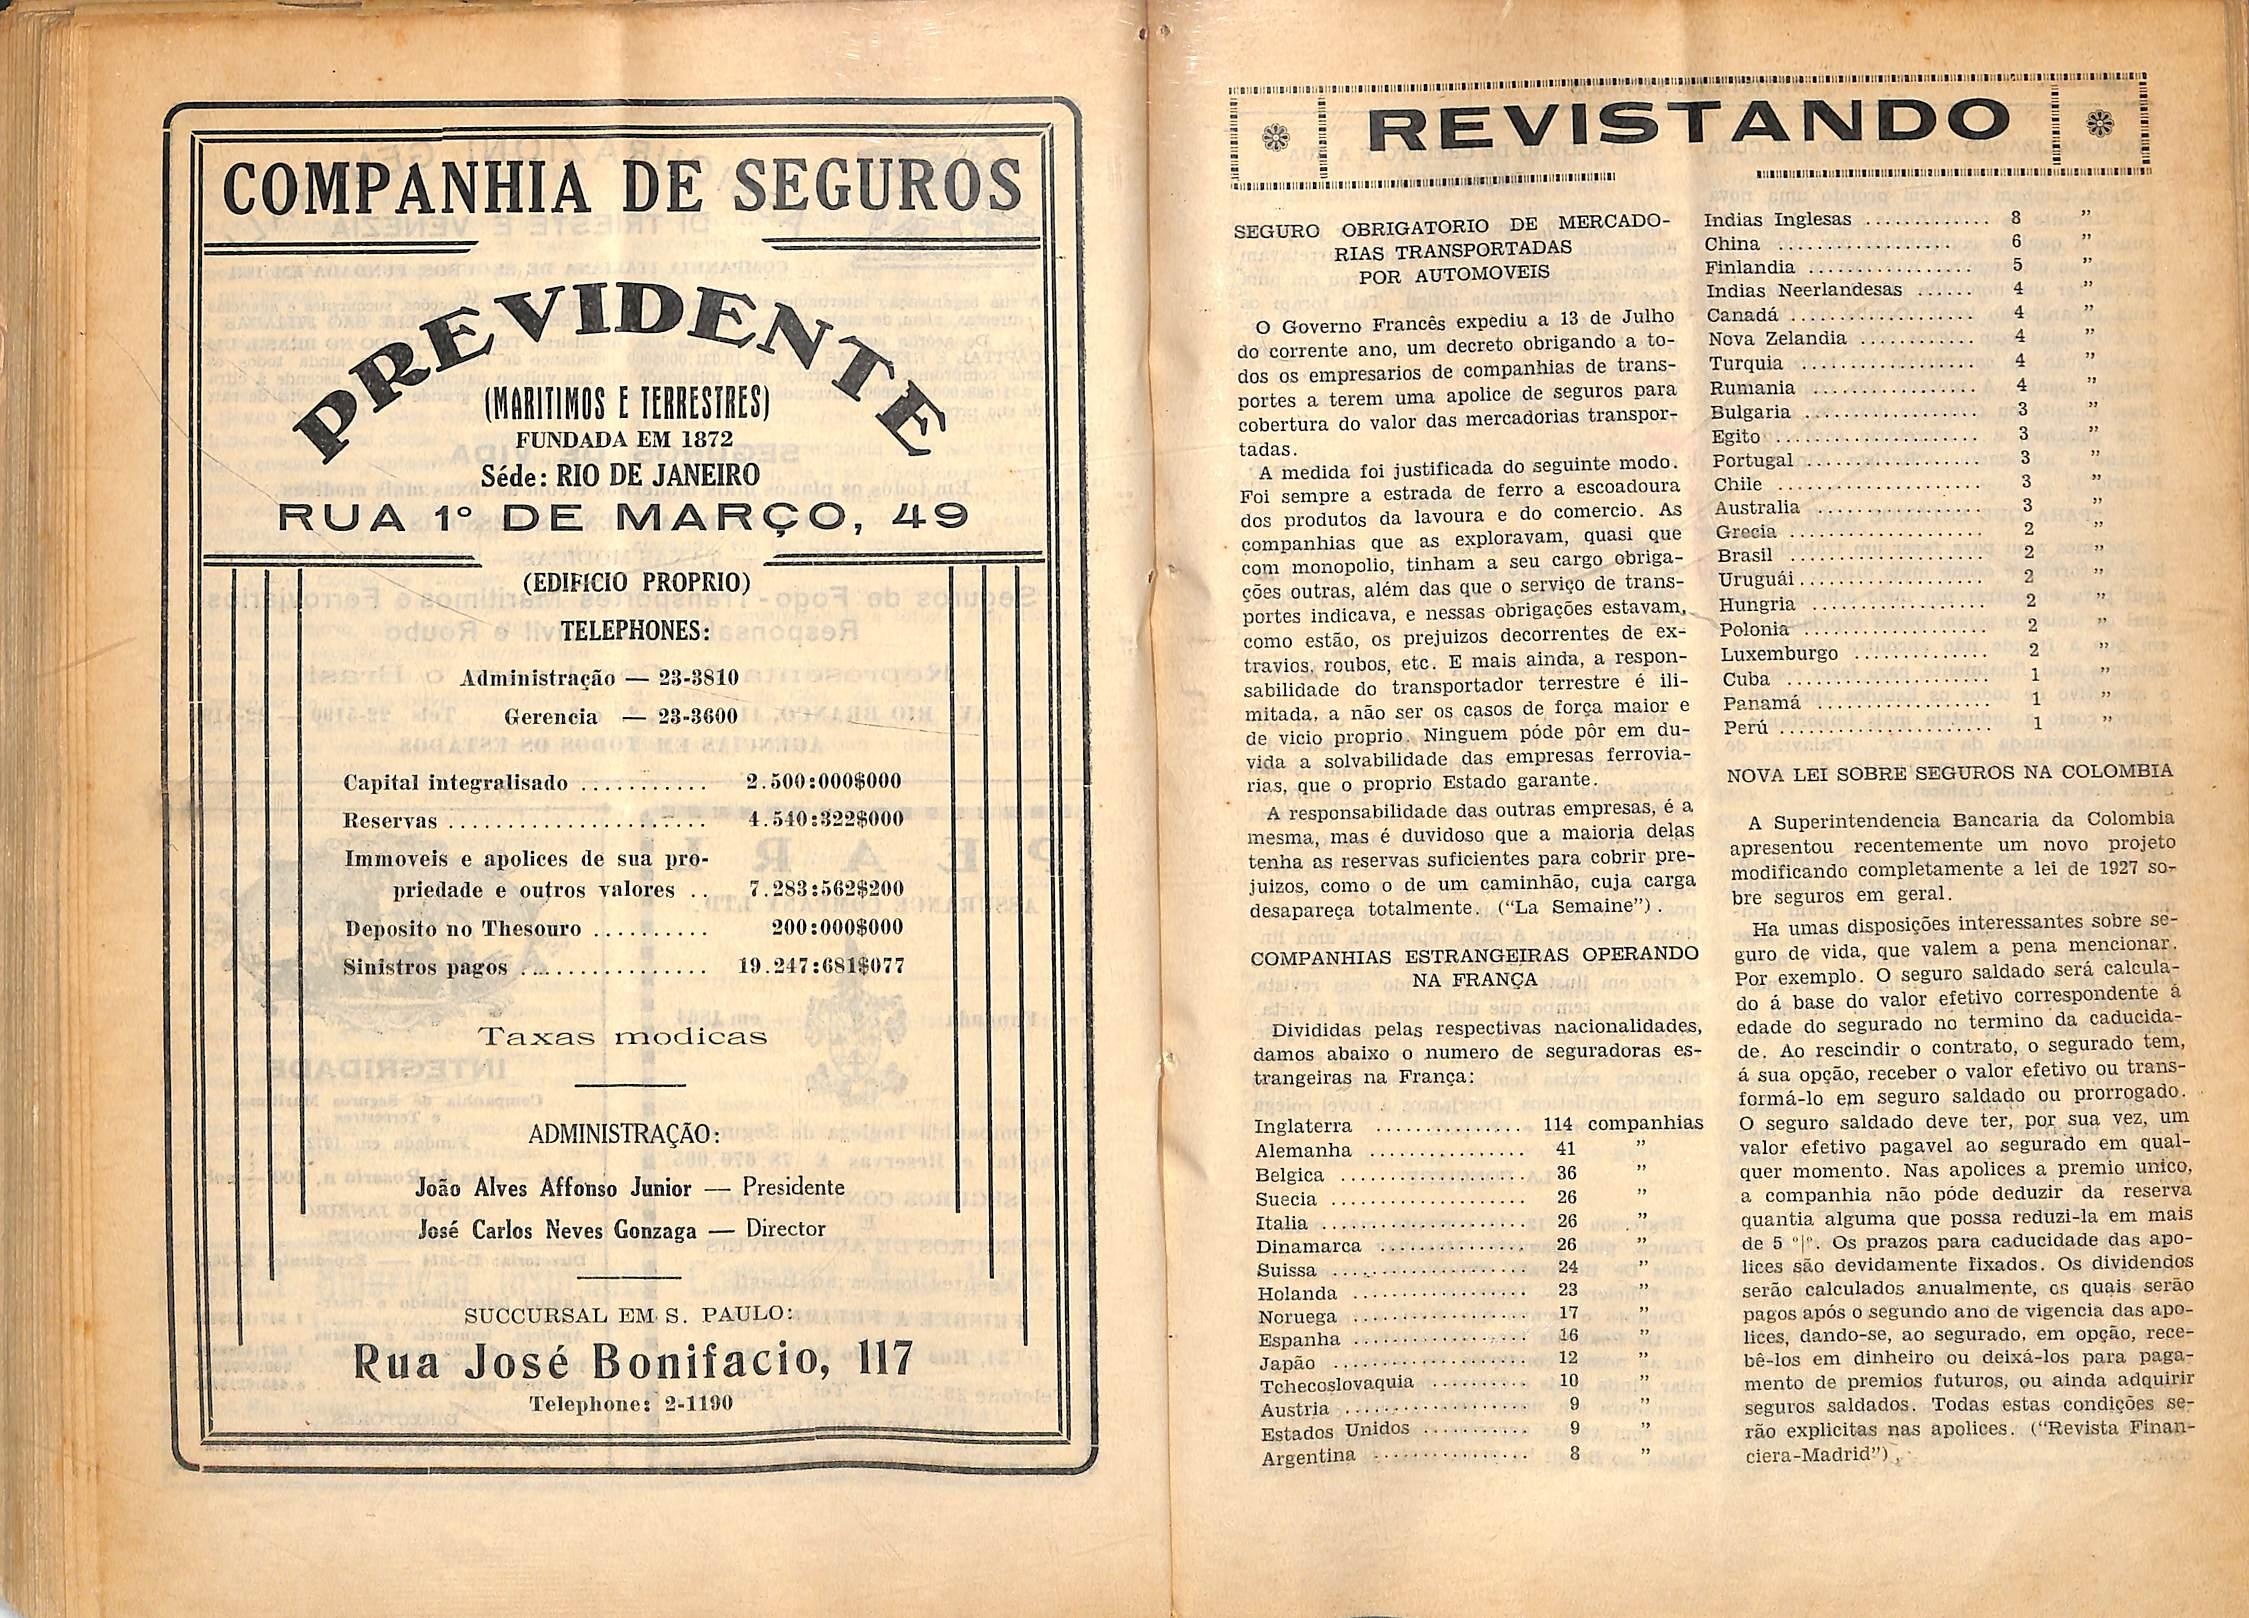 COMPANHIA DE SEGUROS
PREVIDENTE
(MARITIMOS E TERRESTRES)
FUNDADA EM 1872
Séde: RIO DE JANEIRO
RUA 1º DE MARÇO, 49
(EDIFICIO PROPRIO)
TELEPHONES:
Administração — 23-3810
Gerencia — 23-3600
Capital integralisado ........... 2.500:000$000
Reservas ...................... 4.540:322$000
Immoveis e apolices de sua pro-
priedade e outros valores .. 7.283:562$200
Deposito no Thesouro .......... 200:000$000
Sinistros pagos ................ 19.247:681$077
Taxas modicas
ADMINISTRAÇÃO:
João Alves Affonso Junior — Presidente
José Carlos Neves Gonzaga — Director
SUCCURSAL EM S. PAULO:
Rua José Bonifacio, 117
Telephone: 2-1190
REVISTANDO
SEGURO OBRIGATORIO DE MERCADO-
RIAS TRANSPORTADAS
POR AUTOMOVEIS
O Governo Francês expediu a 13 de Julho
do corrente ano, um decreto obrigando a to-
dos os empresarios de companhias de trans-
portes a terem uma apolice de seguros para
cobertura do valor das mercadorias transpor-
tadas.
A medida foi justificada do seguinte modo.
Foi sempre a estrada de ferro a escoadoura
dos produtos da lavoura e do comercio. As
companhias que as exploravam, quasi que
com monopolio, tinham a seu cargo obriga-
ções outras, além das que o serviço de trans-
portes indicava, e nessas obrigações estavam,
como estão, os prejuizos decorrentes de ex-
travios, roubos, etc. E mais ainda, a respon-
sabilidade do transportador terrestre é ili-
mitada, a não ser os casos de força maior e
de vicio proprio. Ninguem póde pôr em du-
vida a solvabilidade das empresas ferrovia-
rias, que o proprio Estado garante.
A responsabilidade das outras empresas, é a
mesma, mas é duvidoso que a maioria delas
tenha as reservas suficientes para cobrir pre-
juizos, como o de um caminhão, cuja carga
desapareça totalmente. ("La Semaine").
COMPANHIAS ESTRANGEIRAS OPERANDO
NA FRANÇA
Divididas pelas respectivas nacionalidades,
damos abaixo o numero de seguradoras es-
trangeiras na França:
Inglaterra ............... 114 companhias
Alemanha ................ 41 "
Belgica ................... 36 "
Suecia .................... 26 "
Italia ..................... 26 "
Dinamarca ............... 26 "
Suissa .................... 24 "
Holanda .................. 23 "
Noruega .................. 17 "
Espanha .................. 16 "
Japão .................... 12 "
Tchecoslovaquia .......... 10 "
Austria ................... 9 "
Estados Unidos ........... 9 "
Argentina ................ 8 "
Indias Inglesas ............. 8 "
China .................... 6 "
Finlandia ................. 5 "
Indias Neerlandesas ...... 4 "
Canadá ................... 4 "
Nova Zelandia ............ 4 "
Turquia .................. 4 "
Rumania ................. 4 "
Bulgaria .................. 3 "
Egito ..................... 3 "
Portugal .................. 3 "
Chile ..................... 3 "
Australia ................. 3 "
Grecia .................... 2 "
Brasil .................... 2 "
Uruguái ................... 2 "
Hungria .................. 2 "
Polonia ................... 2 "
Luxemburgo .............. 2 "
Cuba ..................... 1 "
Panamá .................. 1 "
Perú ...................... 1 "
NOVA LEI SOBRE SEGUROS NA COLOMBIA
A Superintendencia Bancaria da Colombia
apresentou recentemente um novo projeto
modificando completamente a lei de 1927 so-
bre seguros em geral.
Ha umas disposições interessantes sobre se-
guro de vida, que valem a pena mencionar.
Por exemplo. O seguro saldado será calcula-
do á base do valor efetivo correspondente á
edade do segurado no termino da caducida-
de. Ao rescindir o contrato, o segurado tem,
á sua opção, receber o valor efetivo ou trans-
formá-lo em seguro saldado ou prorrogado.
O seguro saldado deve ter, por sua vez, um
valor efetivo pagavel ao segurado em qual-
quer momento. Nas apolices a premio unico,
a companhia não póde deduzir da reserva
quantia alguma que possa reduzi-la em mais
de 5 º|º. Os prazos para caducidade das apo-
lices são devidamente fixados. Os dividendos
serão calculados anualmente, os quais serão
pagos após o segundo ano de vigencia das apo-
lices, dando-se, ao segurado, em opção, rece-
bê-los em dinheiro ou deixá-los para paga-
mento de premios futuros, ou ainda adquirir
seguros saldados. Todas estas condições se-
rão explicitas nas apolices. ("Revista Finan-
ciera-Madrid").